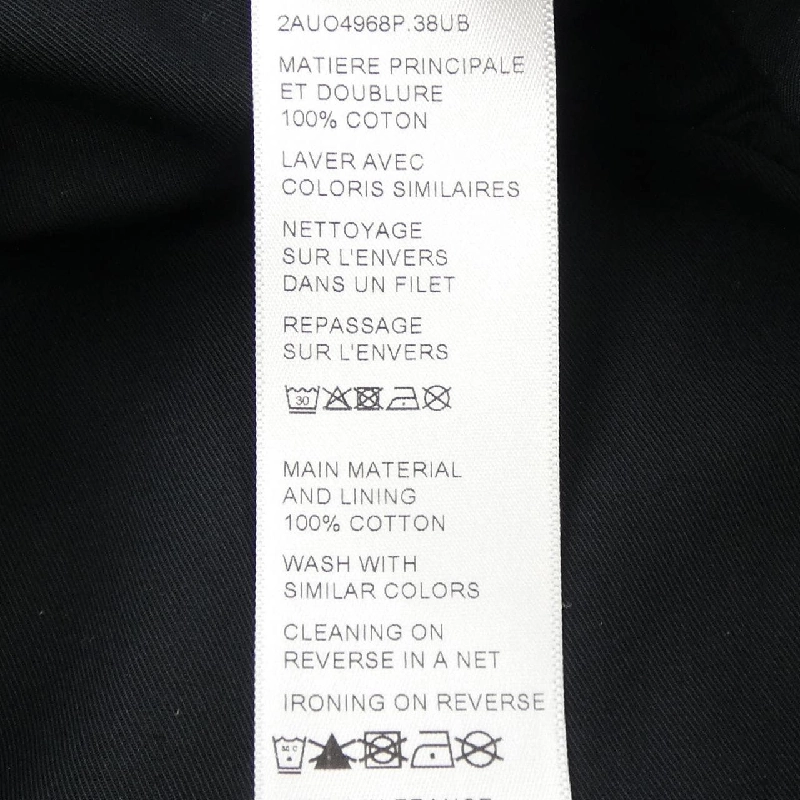 2AUO4968P.38UB
MATIERE PRINCIPALE
ET DOUBLURE
100% COTON
LAVER AVEC
COLORIS SIMILAIRES
NETTOYAGE
SUR L'ENVERS
DANS UN FILET
REPASSAGE
SUR L'ENVERS
30
MAIN MATERIAL
AND LINING
100% COTTON
WASH WITH
SIMILAR COLORS
CLEANING ON
REVERSE IN A NET
IRONING ON REVERSE